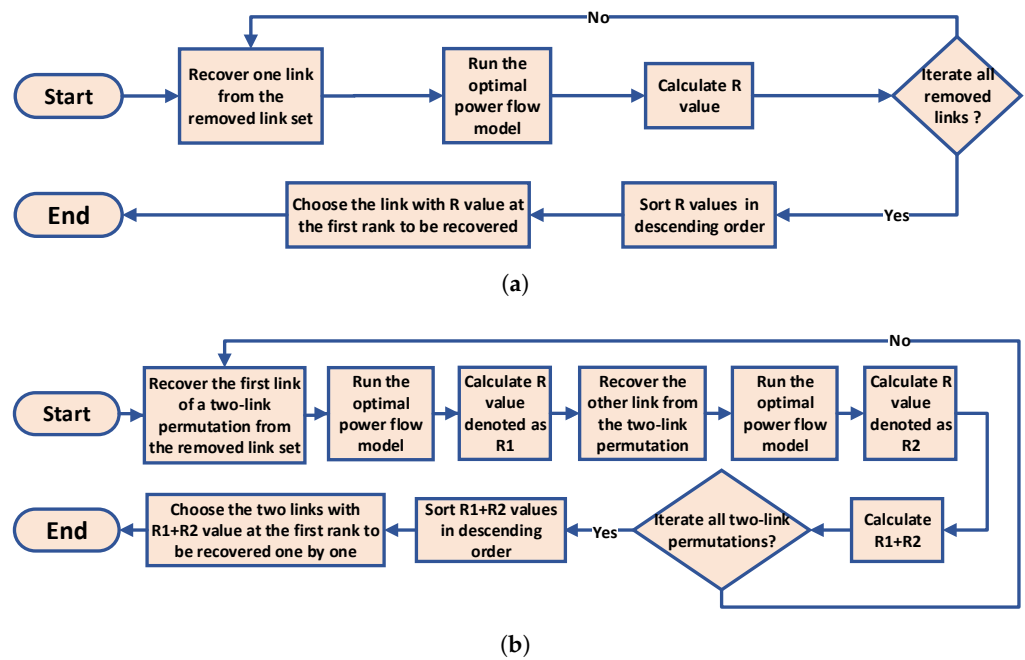 No
Start
Recover one link
from the
removed link set
Run the
optimal
power flow
model
Calculate R
value
Iterate all
removed
links ?
End
Choose the link with R value at
the first rank to be recovered
Sort R values in
descending order
Yes
(a)
No
Start
Recover the first link
of a two-link
permutation from
the removed link set
Run the
optimal
power flow
model
Calculate R
value
denoted as
R1
Recover the
other link from
the two-link
permutation
Run the
optimal
power flow
model
Calculate R
value
denoted as
R2
End
Choose the two links with
R1+R2 value at the first rank to
be recovered one by one
Sort R1+R2 values
in descending
order
Yes
Iterate all two-link
permutations?
Calculate
R1+R2
(b)